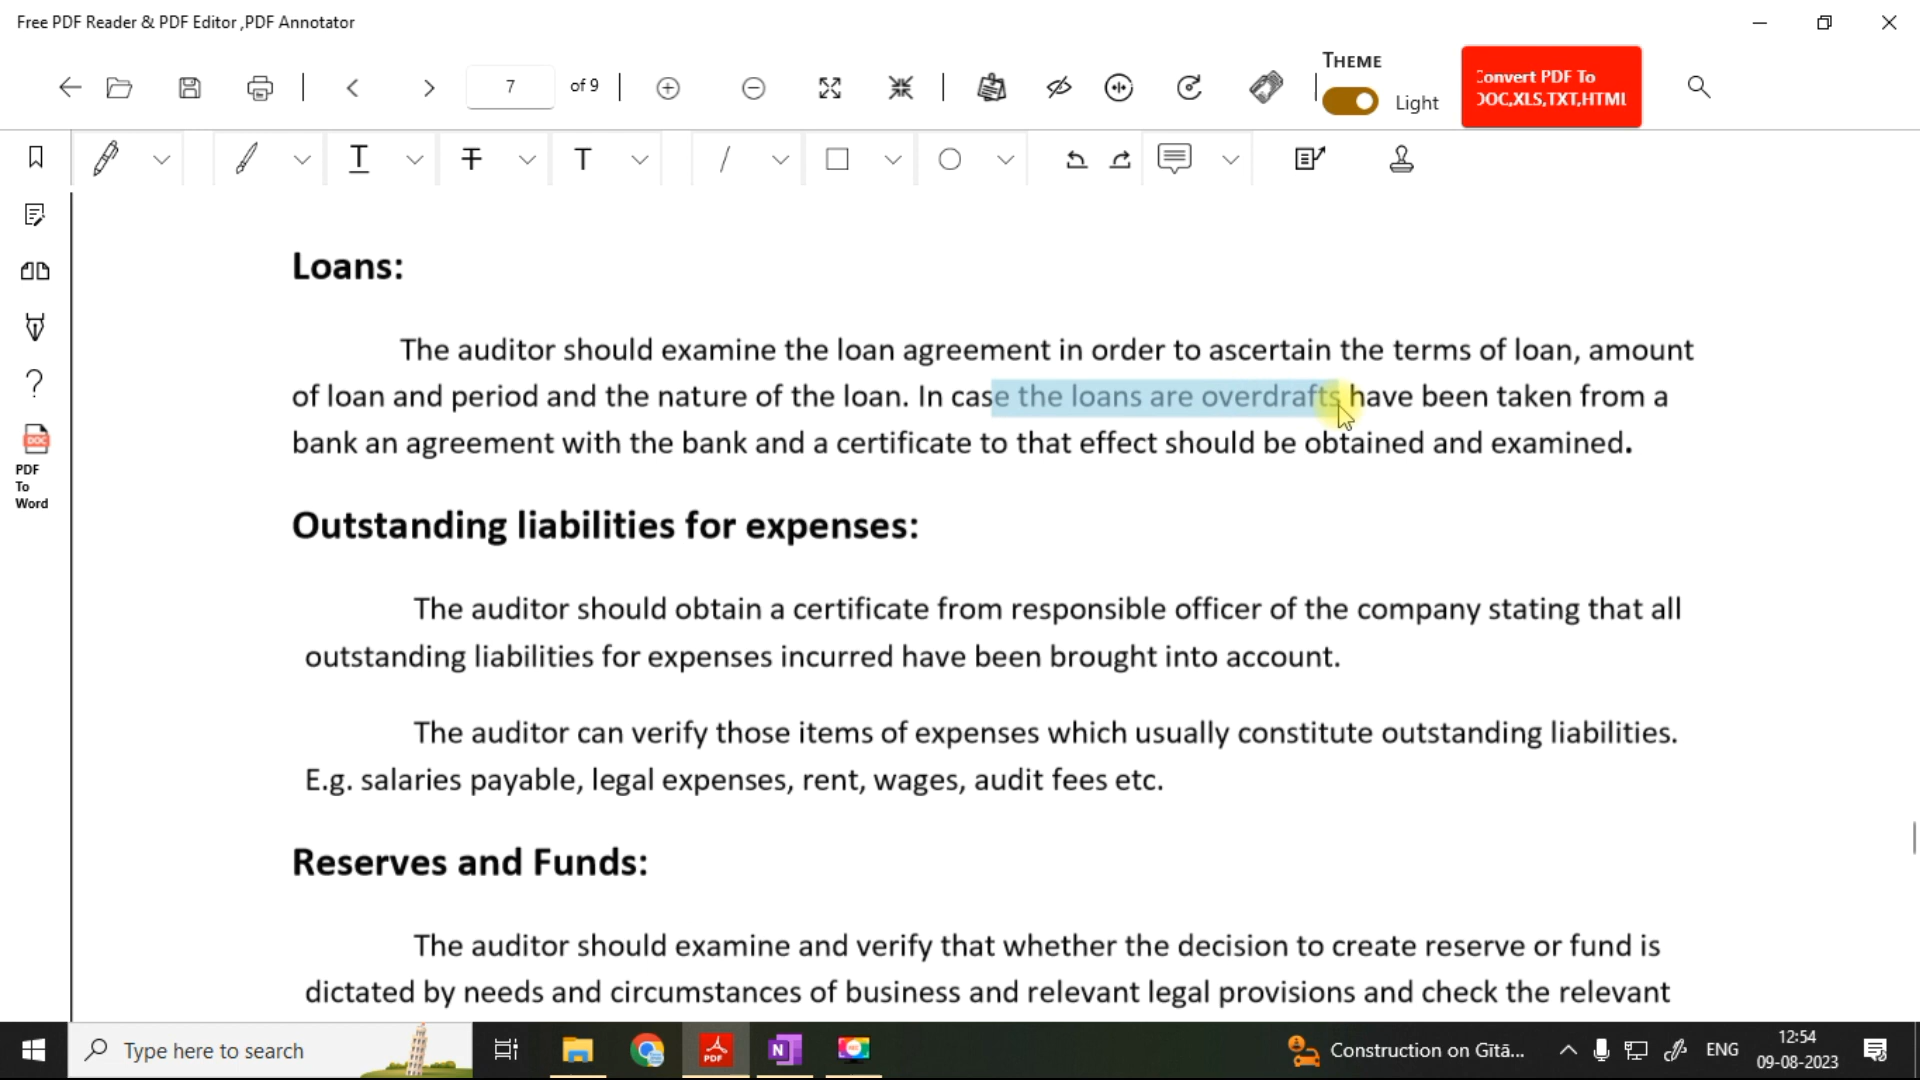 Free PDF Reader & PDF Editor ,PDF Annotator
7 of 9
THEME
Light
Convert PDF To
DOC,XLS,TXT,HTML
T T T
Loans:
The auditor should examine the loan agreement in order to ascertain the terms of loan, amount
of loan and period and the nature of the loan. In case the loans are overdrafts have been taken from a
bank an agreement with the bank and a certificate to that effect should be obtained and examined.
PDF
To
Word
Outstanding liabilities for expenses:
The auditor should obtain a certificate from responsible officer of the company stating that all
outstanding liabilities for expenses incurred have been brought into account.
The auditor can verify those items of expenses which usually constitute outstanding liabilities.
E.g. salaries payable, legal expenses, rent, wages, audit fees etc.
Reserves and Funds:
The auditor should examine and verify that whether the decision to create reserve or fund is
dictated by needs and circumstances of business and relevant legal provisions and check the relevant
Type here to search
Construction on Gītā...
ENG
12:54
09-08-2023